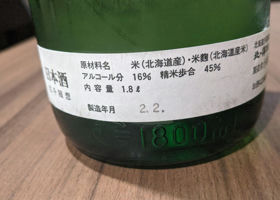 原材料名 米(北海道産)・米麹(北海道産米)
アルコール分 16% 精米歩合 45%
内容量 1.8ℓ
製造年月 2.2.
日本酒
1800